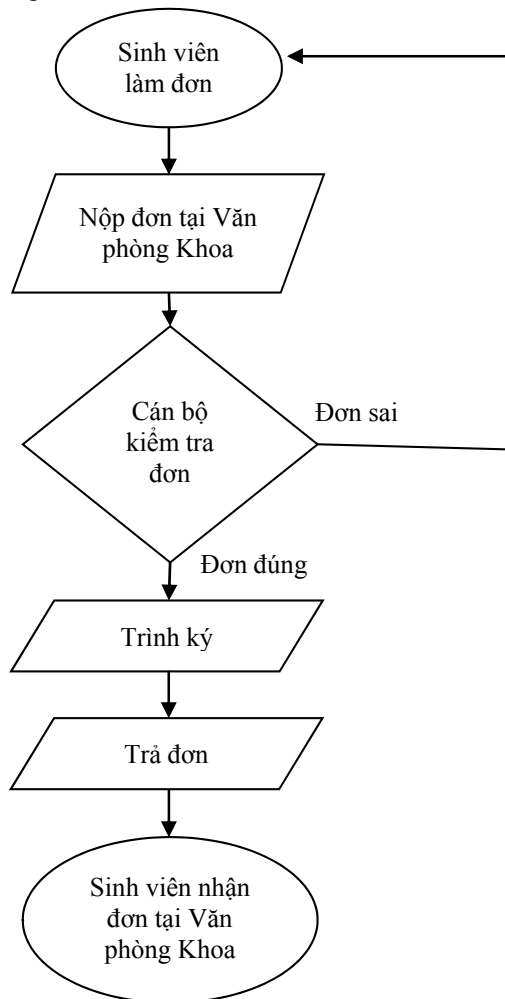 Sinh viên
làm đơn
Nộp đơn tại Văn
phòng Khoa
Cán bộ
kiểm tra
đơn
Đơn sai
Đơn đúng
Trình ký
Trả đơn
Sinh viên nhận
đơn tại Văn
phòng Khoa